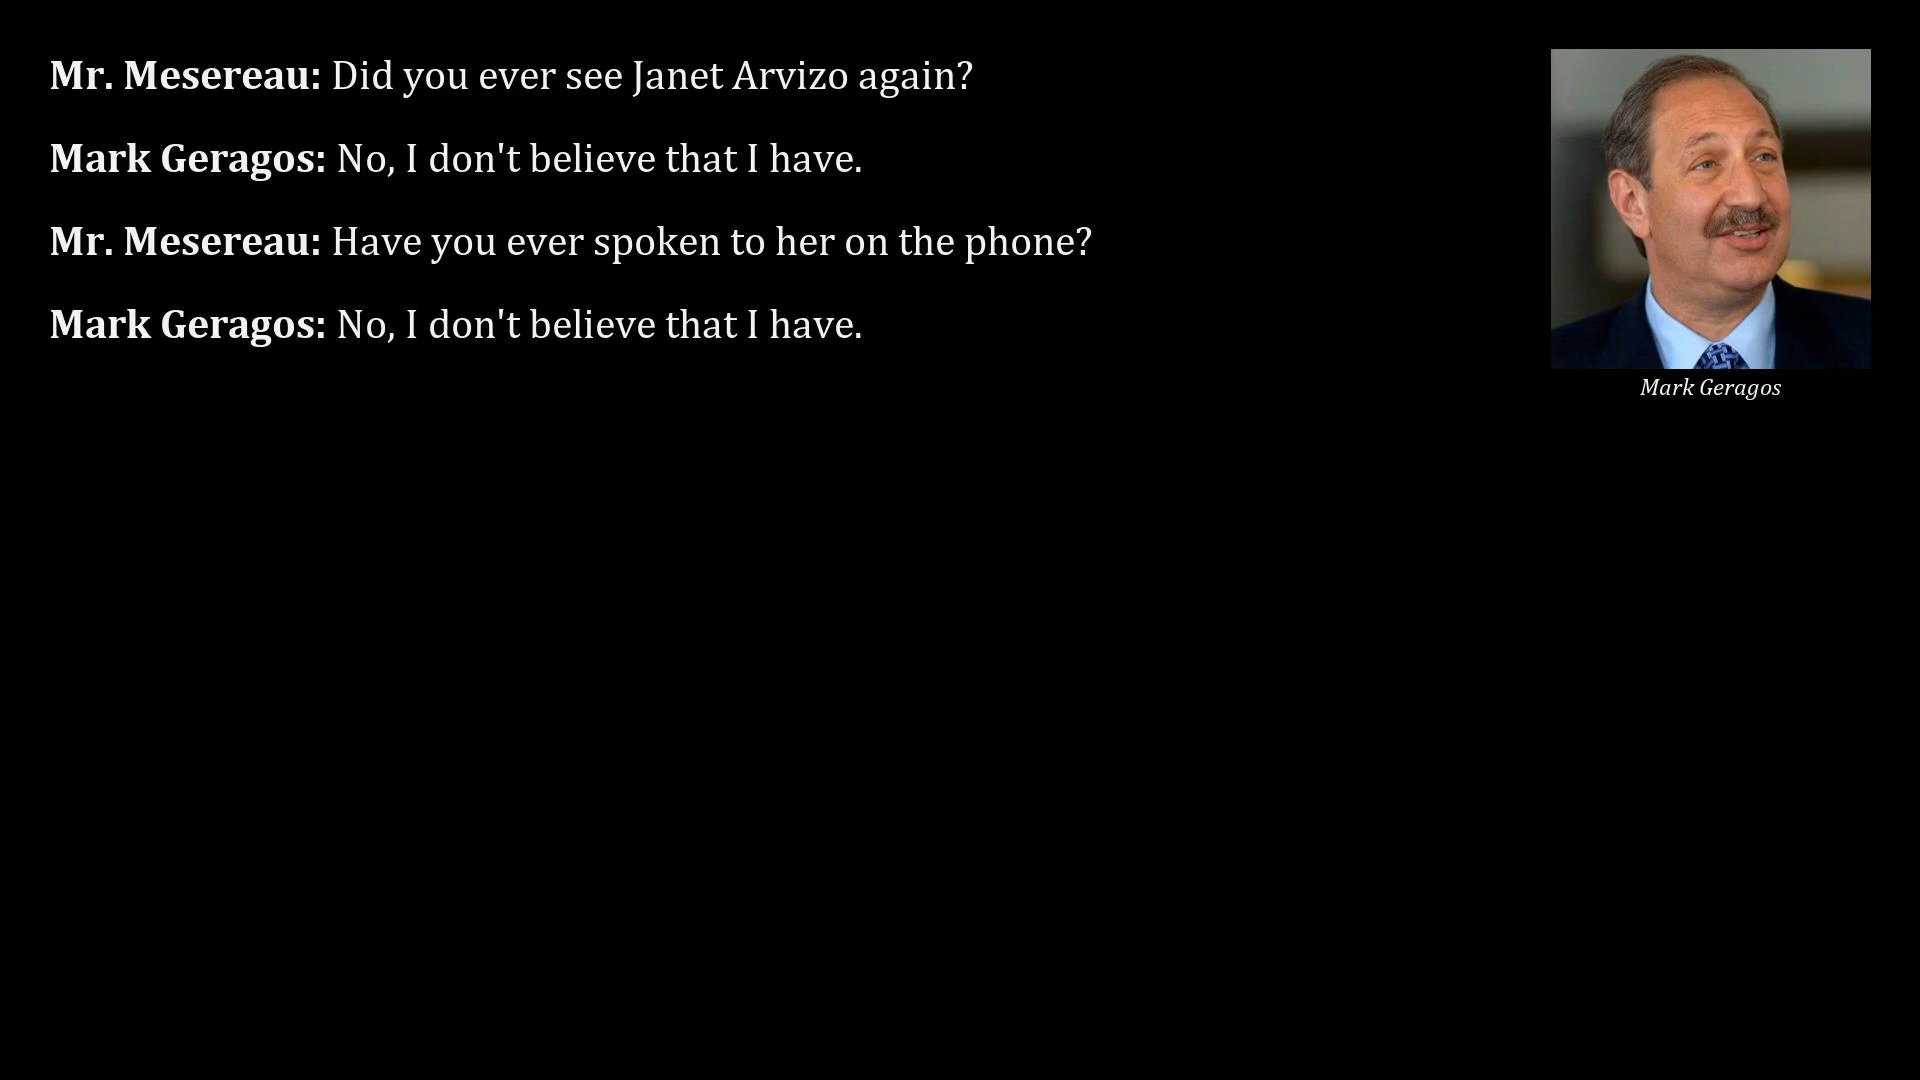 Mr. Mesereau: Did you ever see Janet Arvizo again?
Mark Geragos: No, I don't believe that I have.
Mr. Mesereau: Have you ever spoken to her on the phone?
Mark Geragos: No, I don't believe that I have.
Mark Geragos